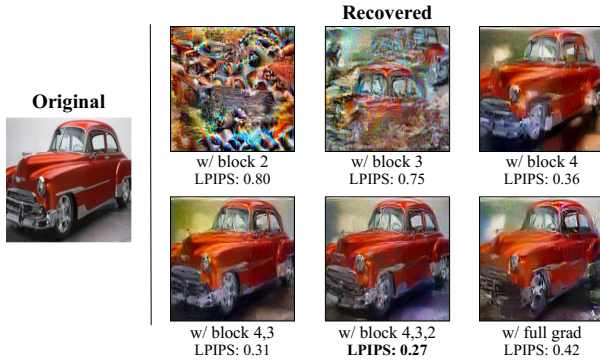 Recovered
Original
w/ block 2
LPIPS: 0.80
w/ block 3
LPIPS: 0.75
w/ block 4
LPIPS: 0.36
w/ block 4,3
LPIPS: 0.31
w/ block 4,3,2
LPIPS: 0.27
w/ full grad
LPIPS: 0.42